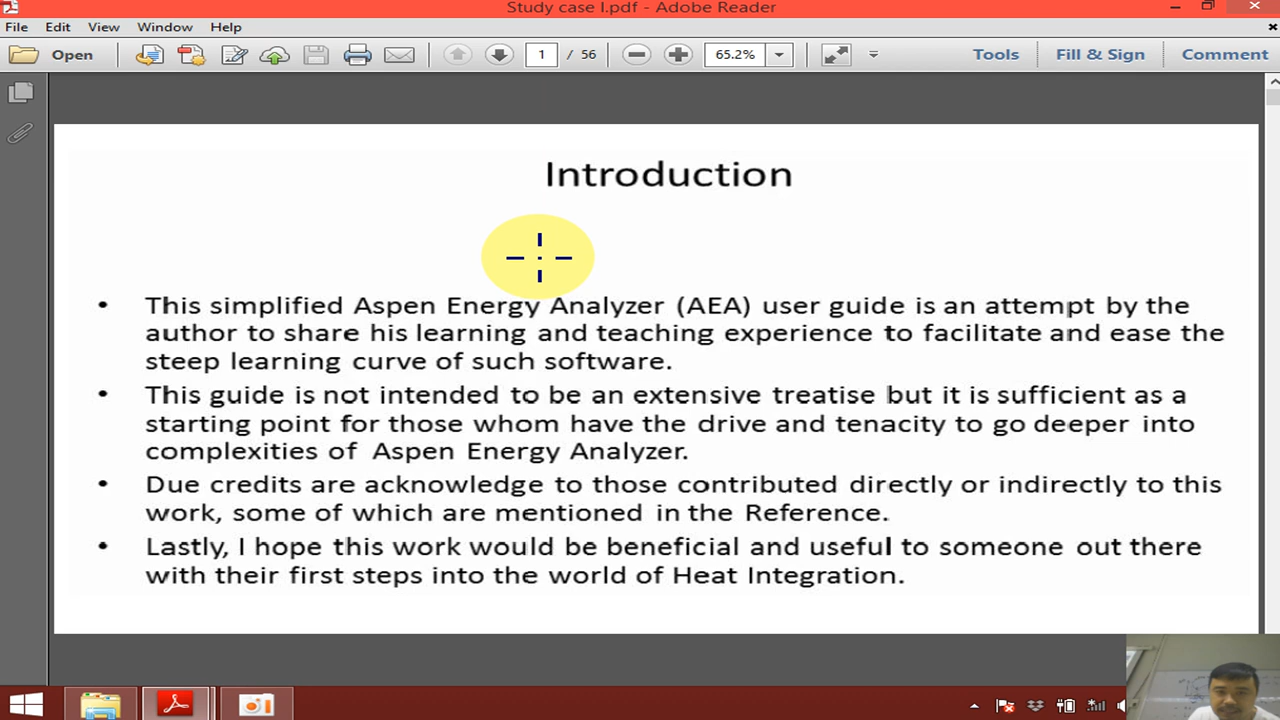 Study case I.pdf - Adobe Reader
File Edit View Window Help
Open 1 / 56 65.2% Tools Fill & Sign Comment
Introduction
• This simplified Aspen Energy Analyzer (AEA) user guide is an attempt by the
author to share his learning and teaching experience to facilitate and ease the
steep learning curve of such software.
• This guide is not intended to be an extensive treatise but it is sufficient as a
starting point for those whom have the drive and tenacity to go deeper into
complexities of Aspen Energy Analyzer.
• Due credits are acknowledge to those contributed directly or indirectly to this
work, some of which are mentioned in the Reference.
• Lastly, I hope this work would be beneficial and useful to someone out there
with their first steps into the world of Heat Integration.